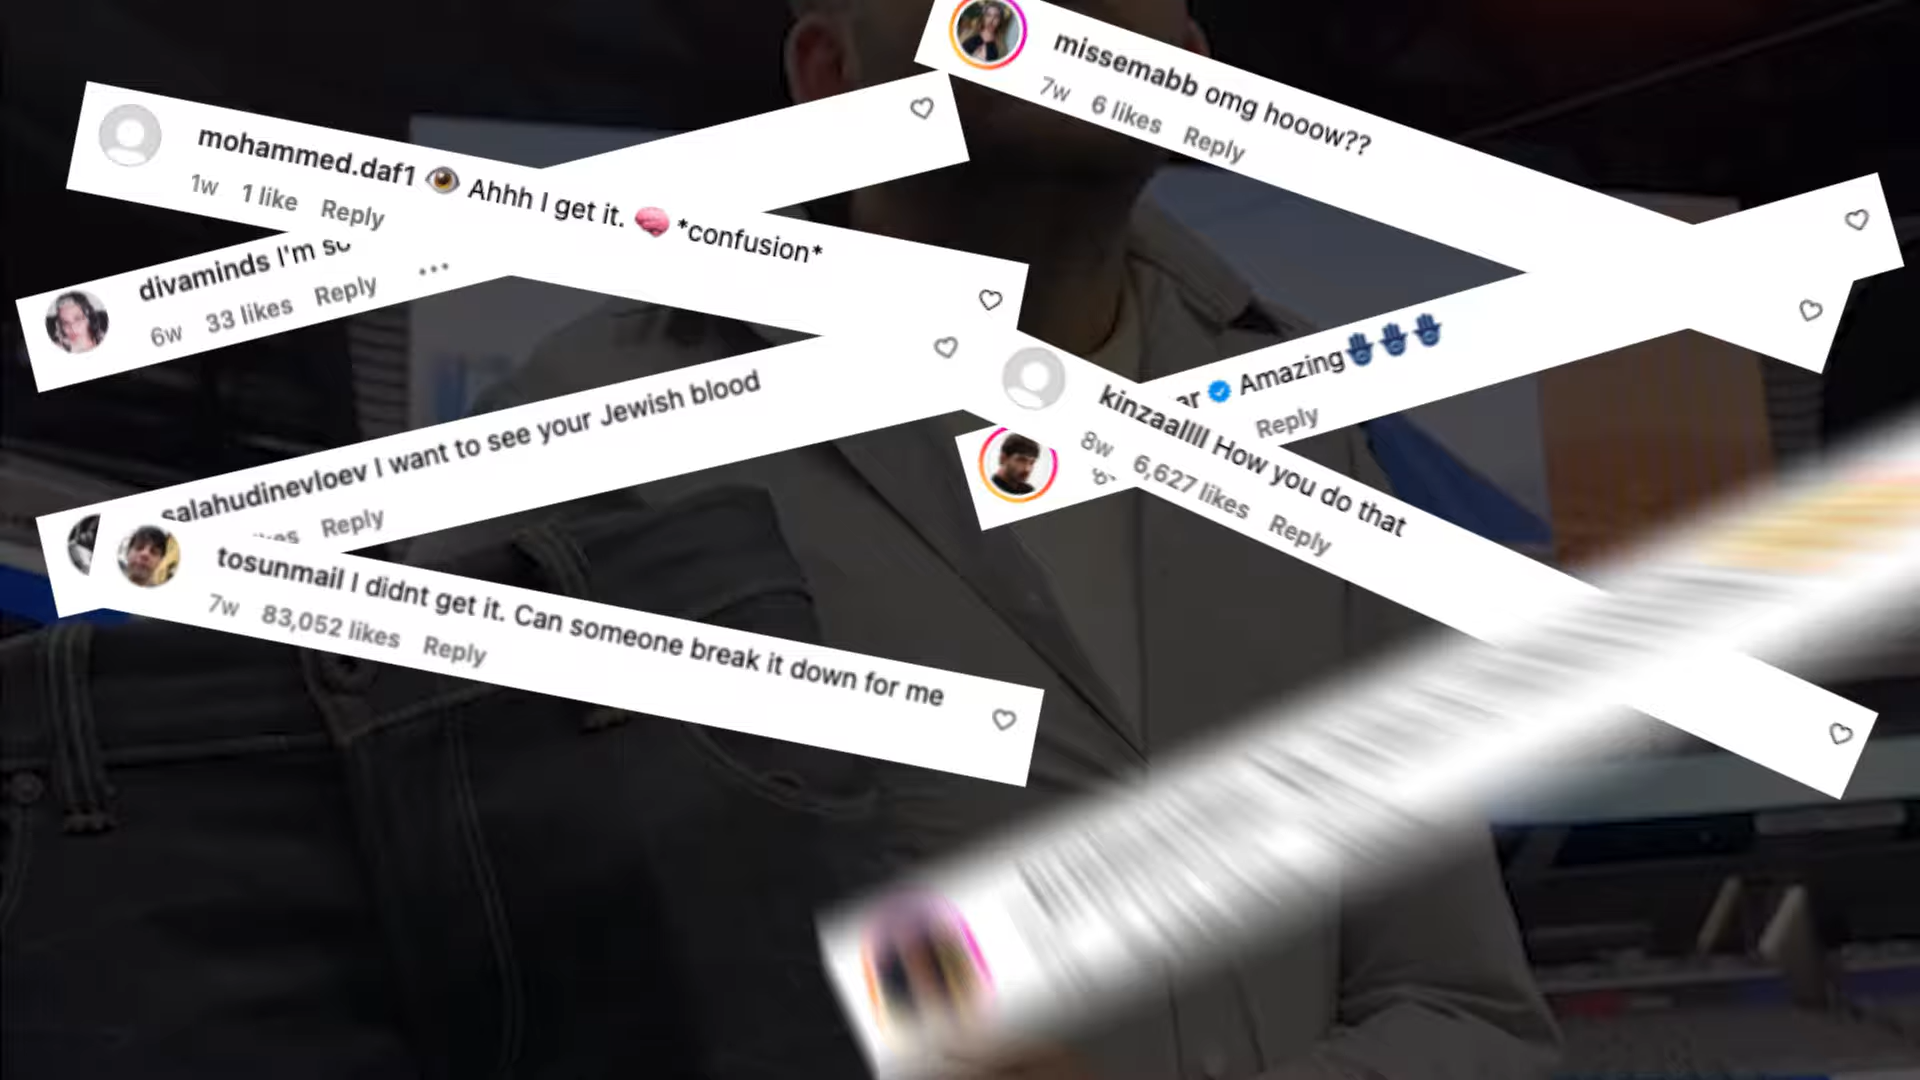 missemabb omg hooow??
7w 6 likes Reply
mohammed.daf1 👁️ Ahhh I get it. 🧠 *confusion*
1w 1 like Reply
divaminds I'm
6w 33 likes Reply
Amazing🪬🪬🪬
Reply
kinzaallll How you do that
8w 6,627 likes Reply
salahudinevloev I want to see your Jewish blood
Reply
tosunmail I didnt get it. Can someone break it down for me
7w 83,052 likes Reply